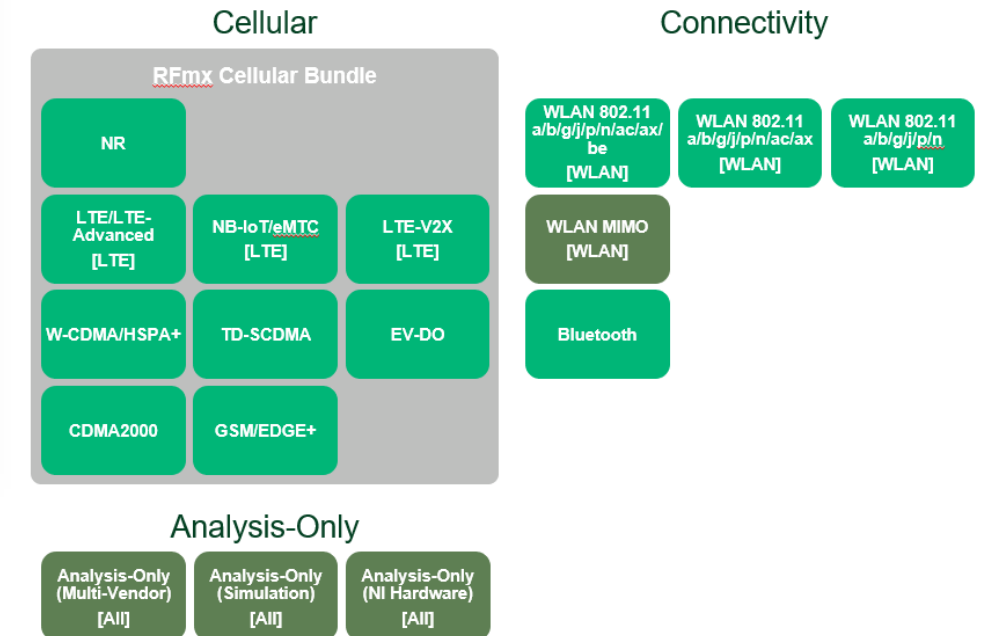 Cellular
Connectivity
RFmx Cellular Bundle
NR
WLAN 802.11
a/b/g/j/p/n/ac/ax/
be
[WLAN]
WLAN 802.11
a/b/g/j/p/n/ac/ax
[WLAN]
WLAN 802.11
a/b/g/j/p/n
[WLAN]
LTE/LTE-
Advanced
[LTE]
NB-IoT/eMTC
[LTE]
LTE-V2X
[LTE]
WLAN MIMO
[WLAN]
W-CDMA/HSPA+
TD-SCDMA
EV-DO
Bluetooth
CDMA2000
GSM/EDGE+
Analysis-Only
Analysis-Only
(Multi-Vendor)
[All]
Analysis-Only
(Simulation)
[All]
Analysis-Only
(NI Hardware)
[All]